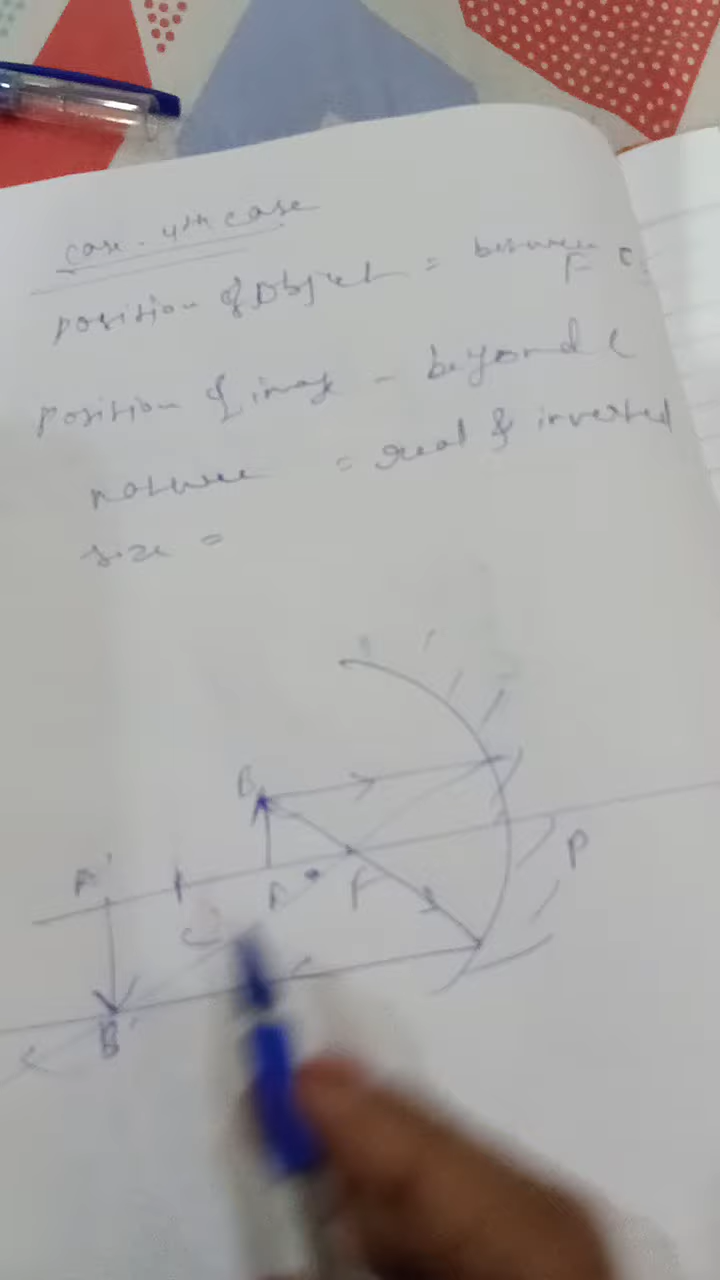 case - 4th case
position of Object = between F C
position of image - beyond C
nature = real & inverted
size =
B
A'
A
F
P
C
B'